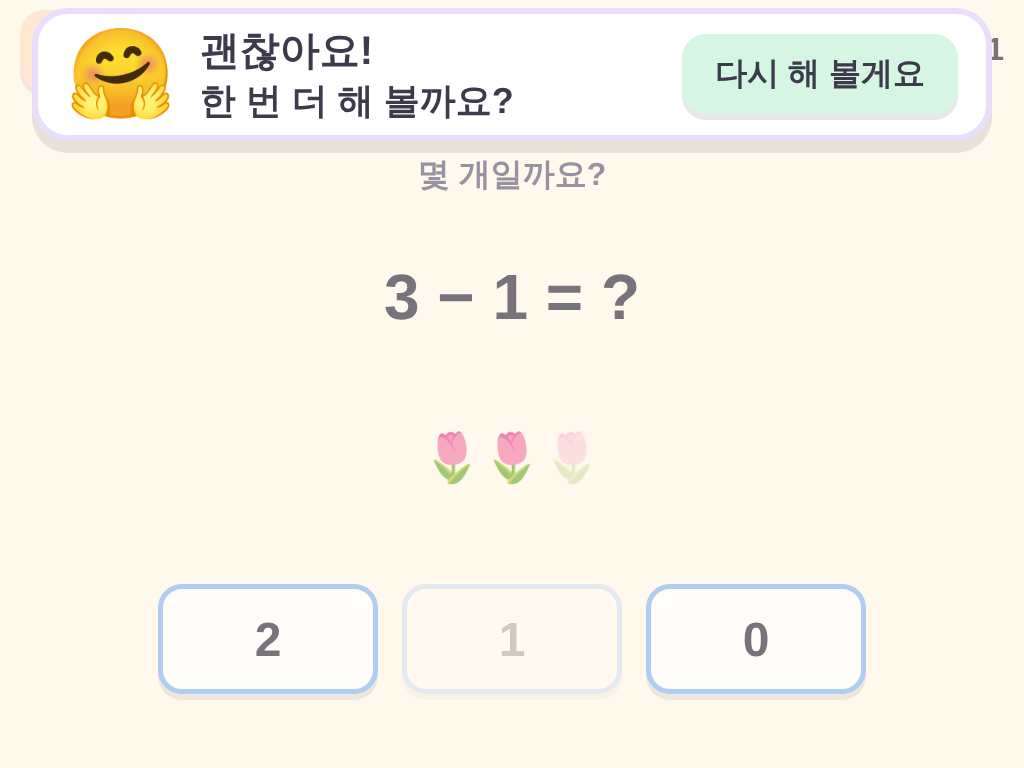 괜찮아요!
한 번 더 해 볼까요?
다시 해 볼게요
1
몇 개일까요?
3 − 1 = ?
2
1
0